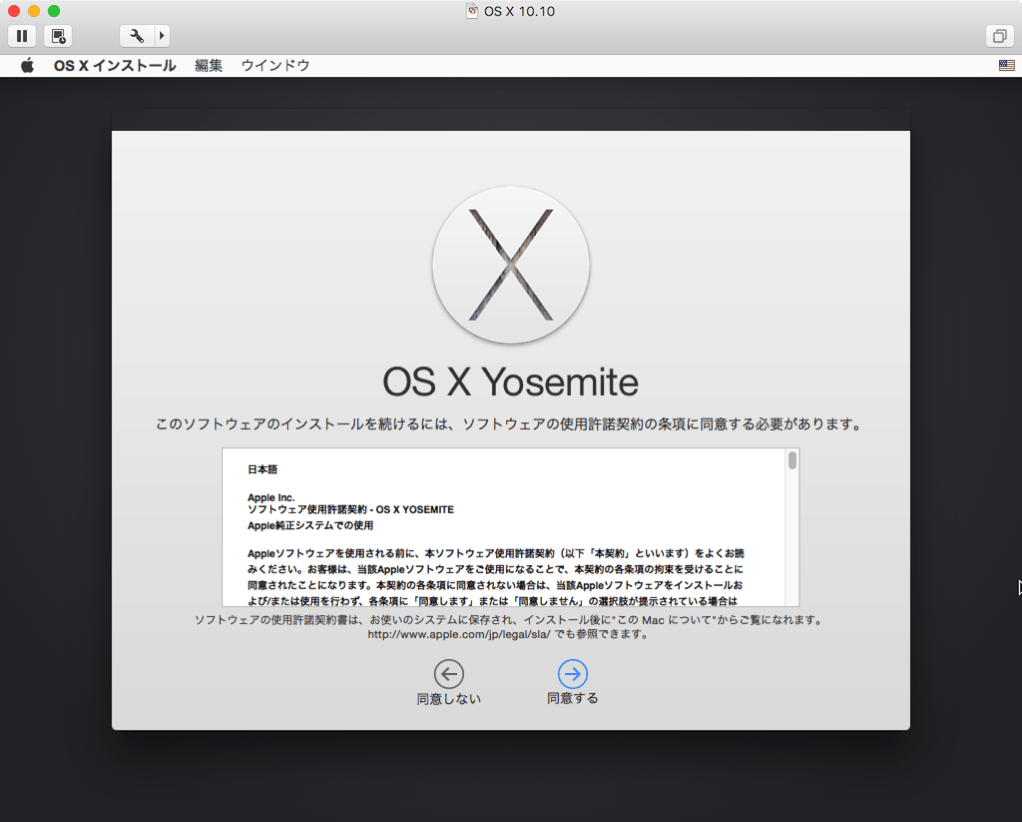 OS X 10.10
OS X インストール 編集 ウインドウ
X
OS X Yosemite
このソフトウェアのインストールを続けるには、ソフトウェアの使用許諾契約の条項に同意する必要があります。
日本語
Apple Inc.
ソフトウェア使用許諾契約 - OS X YOSEMITE
Apple純正システムでの使用
Appleソフトウェアを使用される前に、本ソフトウェア使用許諾契約（以下「本契約」といいます）をよくお読
みください。お客様は、当該Appleソフトウェアをご使用になることで、本契約の各条項の拘束を受けることに
同意されたことになります。本契約の各条項に同意されない場合は、当該Appleソフトウェアをインストールお
よび/または使用を行わず、各条項に「同意します」または「同意しません」の選択肢が提示されている場合は
ソフトウェアの使用許諾契約書は、お使いのシステムに保存され、インストール後に"この Mac について"からご覧になれます。
http://www.apple.com/jp/legal/sla/ でも参照できます。
同意しない 同意する